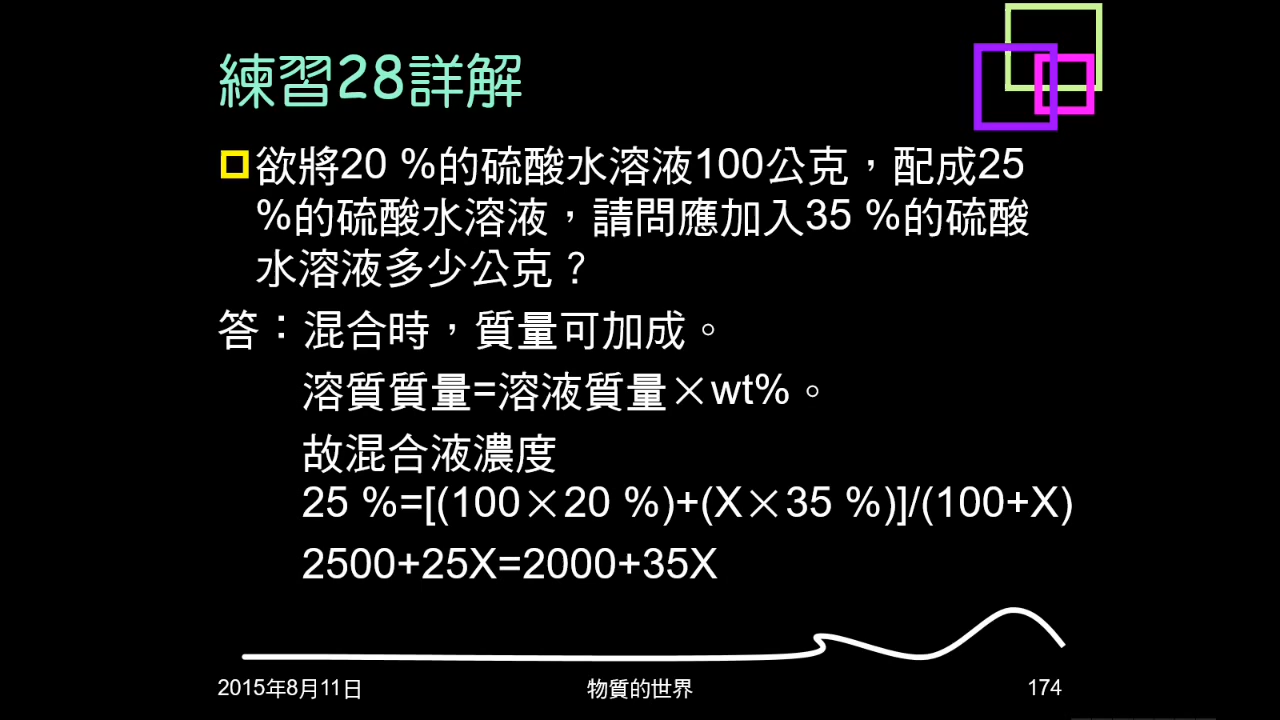 練習28詳解
欲將20 %的硫酸水溶液100公克，配成25
%的硫酸水溶液，請問應加入35 %的硫酸
水溶液多少公克？
答：混合時，質量可加成。
溶質質量=溶液質量×wt%。
故混合液濃度
25 %=[(100×20 %)+(X×35 %)]/(100+X)
2500+25X=2000+35X
2015年8月11日
物質的世界
174